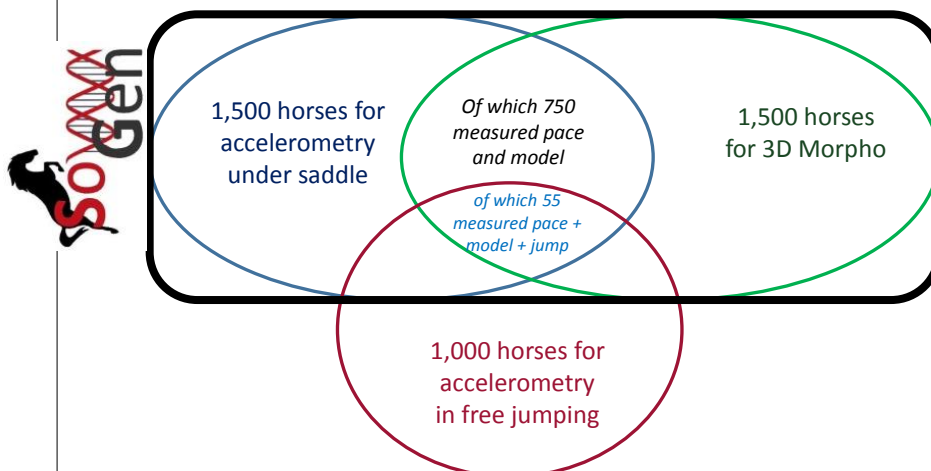 SoGen
1,500 horses for
accelerometry
under saddle
Of which 750
measured pace
and model
1,500 horses
for 3D Morpho
of which 55
measured pace +
model + jump
1,000 horses for
accelerometry
in free jumping